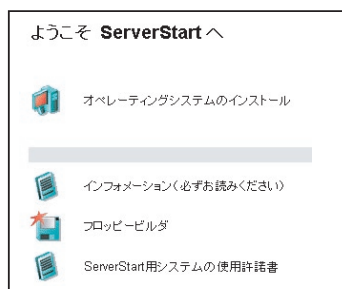 ようこそ ServerStart へ
オペレーティングシステムのインストール
インフォメーション（必ずお読みください）
フロッピービルダ
ServerStart用システムの使用許諾書